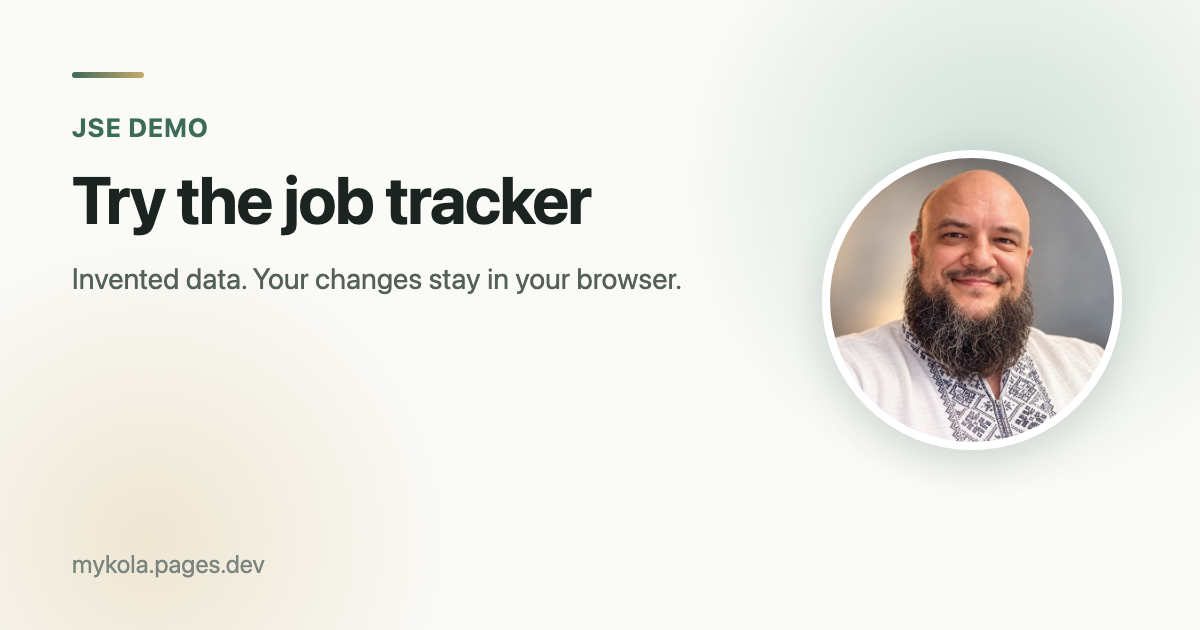 JSE DEMO
Try the job tracker
Invented data. Your changes stay in your browser.
mykola.pages.dev